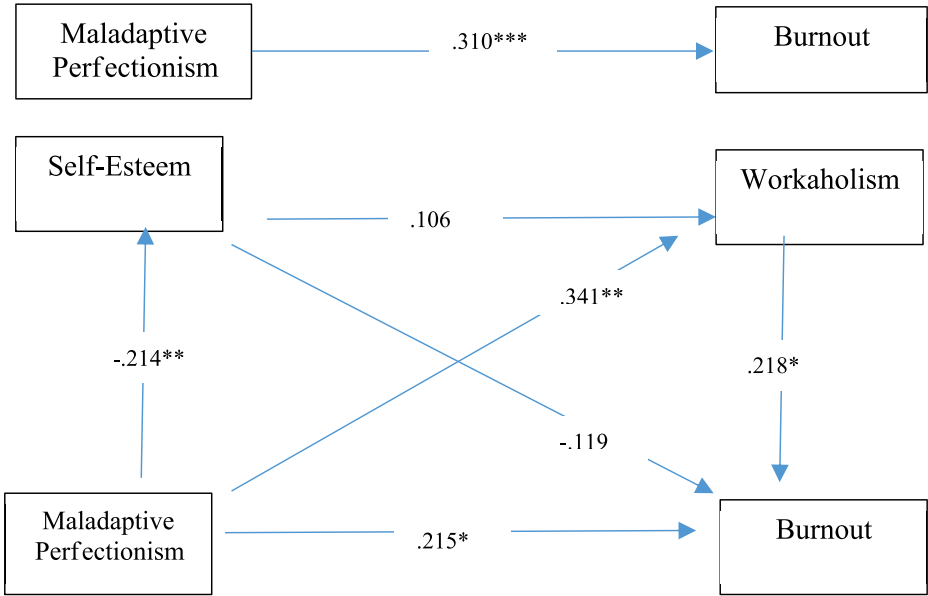 Maladaptive
Perfectionism
.310***
Burnout
Self-Esteem
Workaholism
.106
.341**
-.214**
.218*
-.119
Maladaptive
Perfectionism
.215*
Burnout